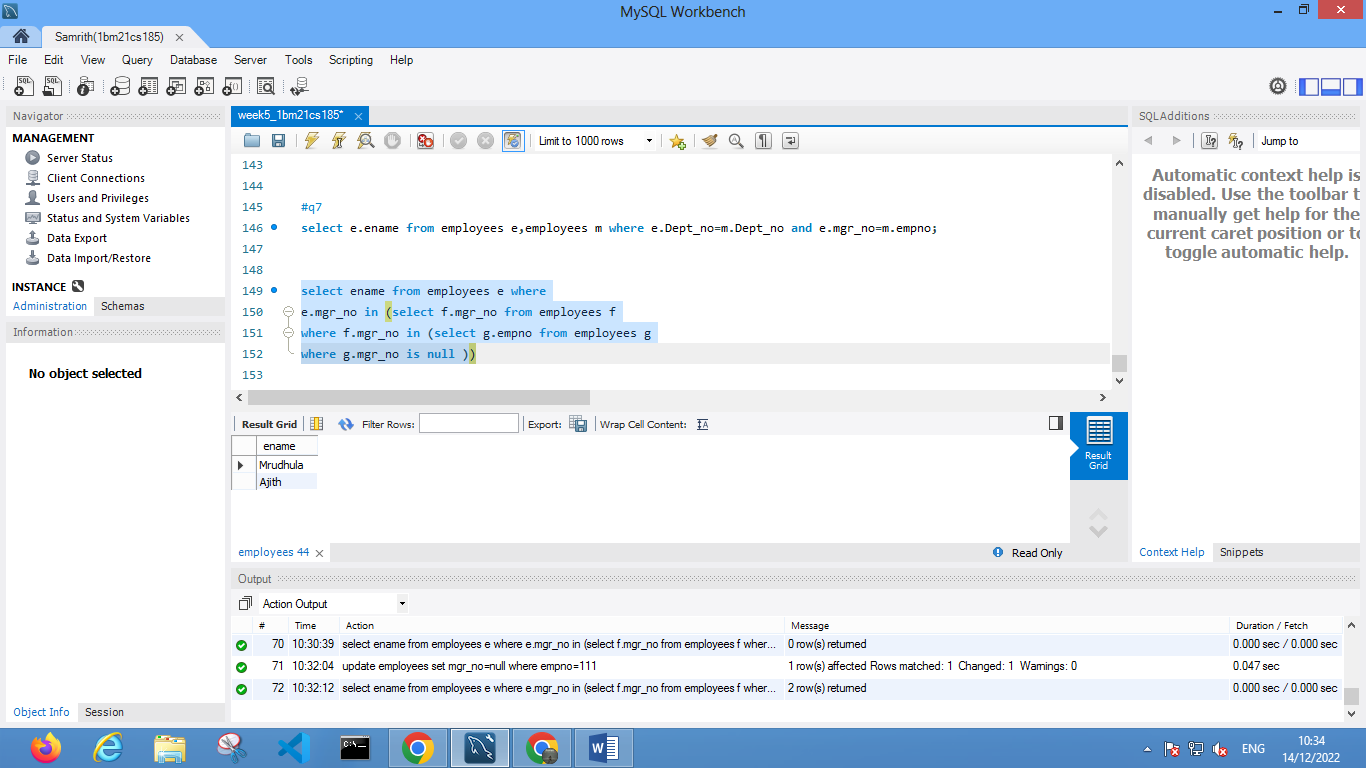 MySQL Workbench
Samrith(1bm21cs185) ×
File Edit View Query Database Server Tools Scripting Help
Navigator
MANAGEMENT
Server Status
Client Connections
Users and Privileges
Status and System Variables
Data Export
Data Import/Restore
INSTANCE
Administration Schemas
Information
No object selected
Object Info Session
week5_1bm21cs185* ×
Limit to 1000 rows
143
144
145 #q7
146 select e.ename from employees e,employees m where e.Dept_no=m.Dept_no and e.mgr_no=m.empno;
147
148
149 select ename from employees e where
150 e.mgr_no in (select f.mgr_no from employees f
151 where f.mgr_no in (select g.empno from employees g
152 where g.mgr_no is null ))
153
Result Grid Filter Rows: Export: Wrap Cell Content:
ename
Mrudhula
Ajith
Result
Grid
employees 44 ×
Read Only
SQLAdditions
Jump to
Automatic context help is
disabled. Use the toolbar t
manually get help for the
current caret position or to
toggle automatic help.
Context Help Snippets
Output
Action Output
# Time Action Message Duration / Fetch
70 10:30:39 select ename from employees e where e.mgr_no in (select f.mgr_no from employees f wher... 0 row(s) returned 0.000 sec / 0.000 sec
71 10:32:04 update employees set mgr_no=null where empno=111 1 row(s) affected Rows matched: 1 Changed: 1 Warnings: 0 0.047 sec
72 10:32:12 select ename from employees e where e.mgr_no in (select f.mgr_no from employees f wher... 2 row(s) returned 0.000 sec / 0.000 sec
ENG
10:34
14/12/2022